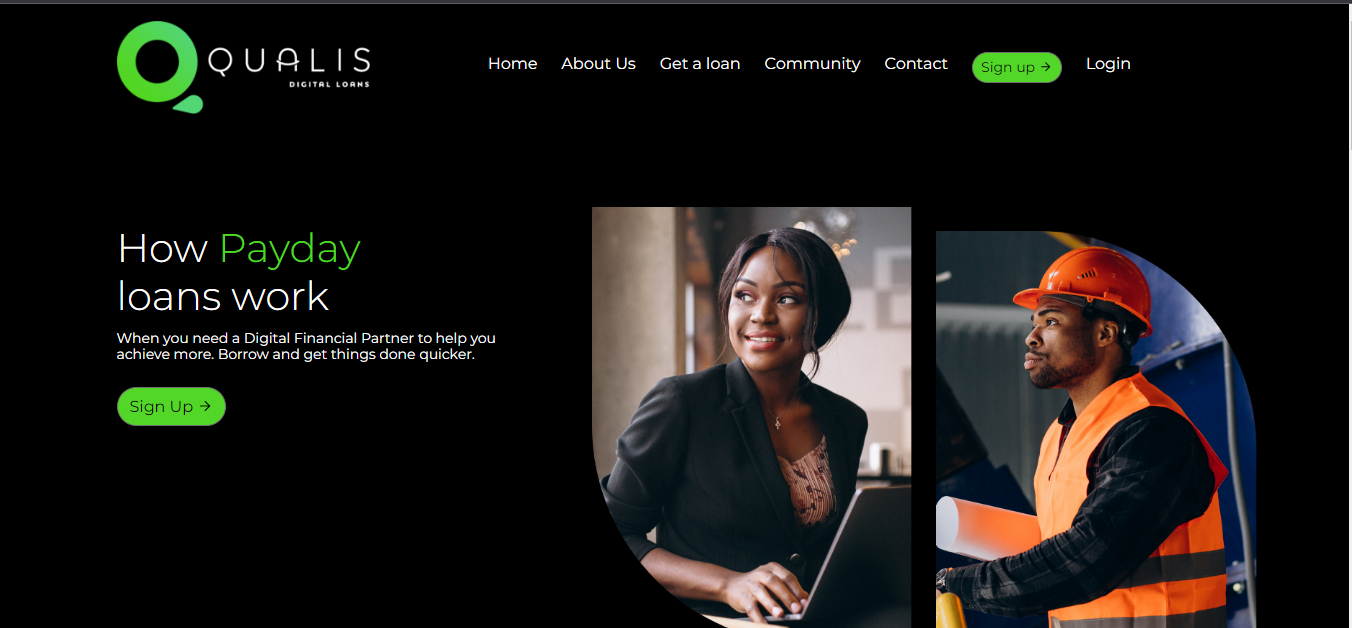 QUALIS
DIGITAL LOANS
Home About Us Get a loan Community Contact Sign up → Login
How Payday
loans work
When you need a Digital Financial Partner to help you
achieve more. Borrow and get things done quicker.
Sign Up →